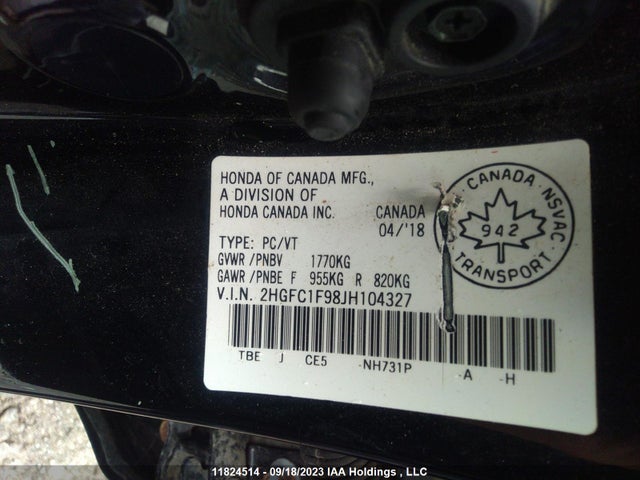 HONDA OF CANADA MFG.,
A DIVISION OF
HONDA CANADA INC. CANADA
04/'18
TYPE: PC/VT
GVWR /PNBV 1770KG
GAWR /PNBE F 955KG R 820KG
V.I.N. 2HGFC1F98JH104327
TBE J CE5 -NH731P -A -H
CANADA · NSVAC ·
942
TRANSPORT
11824514 - 09/18/2023 IAA Holdings , LLC